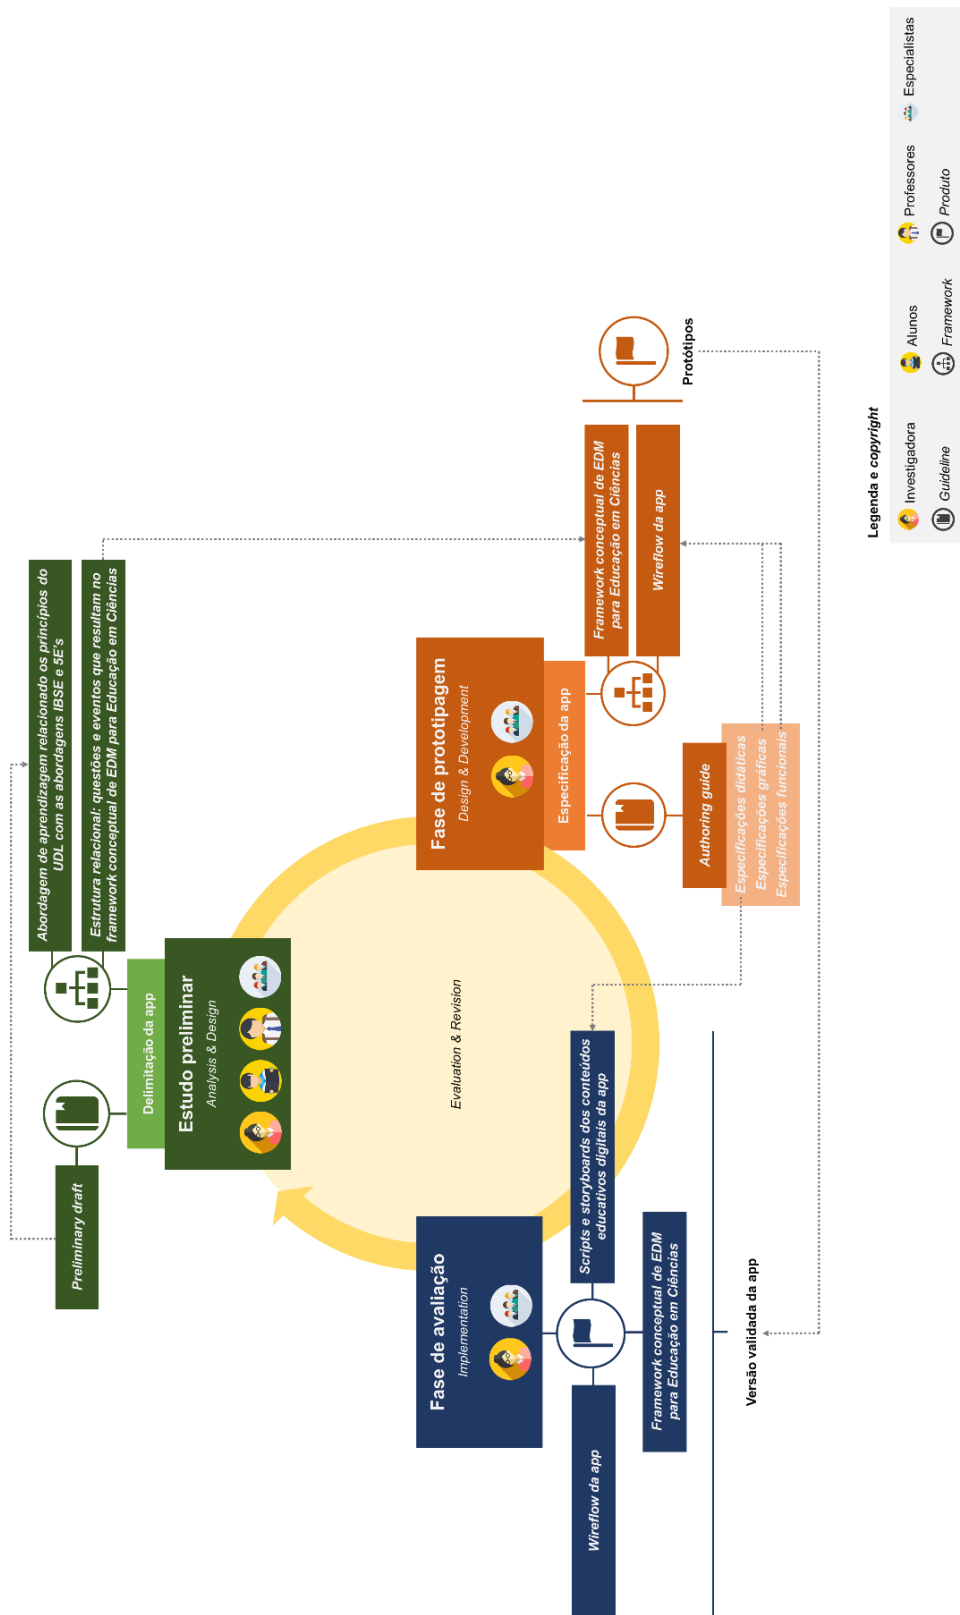 Preliminary draft
Abordagem de aprendizagem relacionado os princípios do
UDL com as abordagens IBSE e 5E's
Estrutura relacional: questões e eventos que resultam no
framework conceptual de EDM para Educação em Ciências
Delimitação da app
Estudo preliminar
Analysis & Design
Evaluation & Revision
Fase de avaliação
Implementation
Wireflow da app
Scripts e storyboards dos conteúdos
educativos digitais da app
Framework conceptual de EDM
para Educação em Ciências
Versão validada da app
Fase de prototipagem
Design & Development
Especificação da app
Authoring guide
Especificações didáticas
Especificações gráficas
Especificações funcionais
Framework conceptual de EDM
para Educação em Ciências
Wireflow da app
Protótipos
Legenda e copyright
Investigadora
Alunos
Professores
Especialistas
Guideline
Framework
Produto